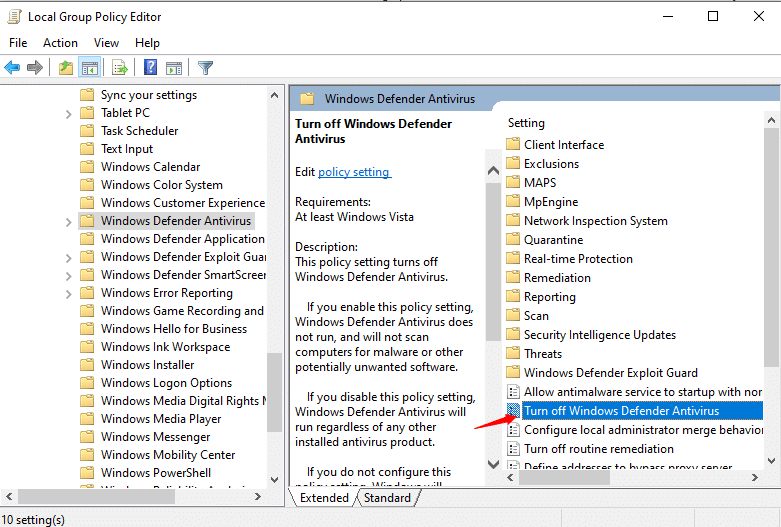 Local Group Policy Editor
File Action View Help
Sync your settings
Tablet PC
Task Scheduler
Text Input
Windows Calendar
Windows Color System
Windows Customer Experience
Windows Defender Antivirus
Windows Defender Application
Windows Defender Exploit Guar
Windows Defender SmartScreen
Windows Error Reporting
Windows Game Recording and
Windows Hello for Business
Windows Ink Workspace
Windows Installer
Windows Logon Options
Windows Media Digital Rights M
Windows Media Player
Windows Messenger
Windows Mobility Center
Windows PowerShell
Windows Defender Antivirus
Turn off Windows Defender
Antivirus
Edit policy setting
Requirements:
At least Windows Vista
Description:
This policy setting turns off
Windows Defender Antivirus.
If you enable this policy setting,
Windows Defender Antivirus does
not run, and will not scan
computers for malware or other
potentially unwanted software.
If you disable this policy setting,
Windows Defender Antivirus will
run regardless of any other
installed antivirus product.
If you do not configure this
policy setting, Windows will
Setting
Client Interface
Exclusions
MAPS
MpEngine
Network Inspection System
Quarantine
Real-time Protection
Remediation
Reporting
Scan
Security Intelligence Updates
Threats
Windows Defender Exploit Guard
Allow antimalware service to startup with nor
Turn off Windows Defender Antivirus
Configure local administrator merge behavior
Turn off routine remediation
Define addresses to bypass proxy server
Extended Standard
10 setting(s)